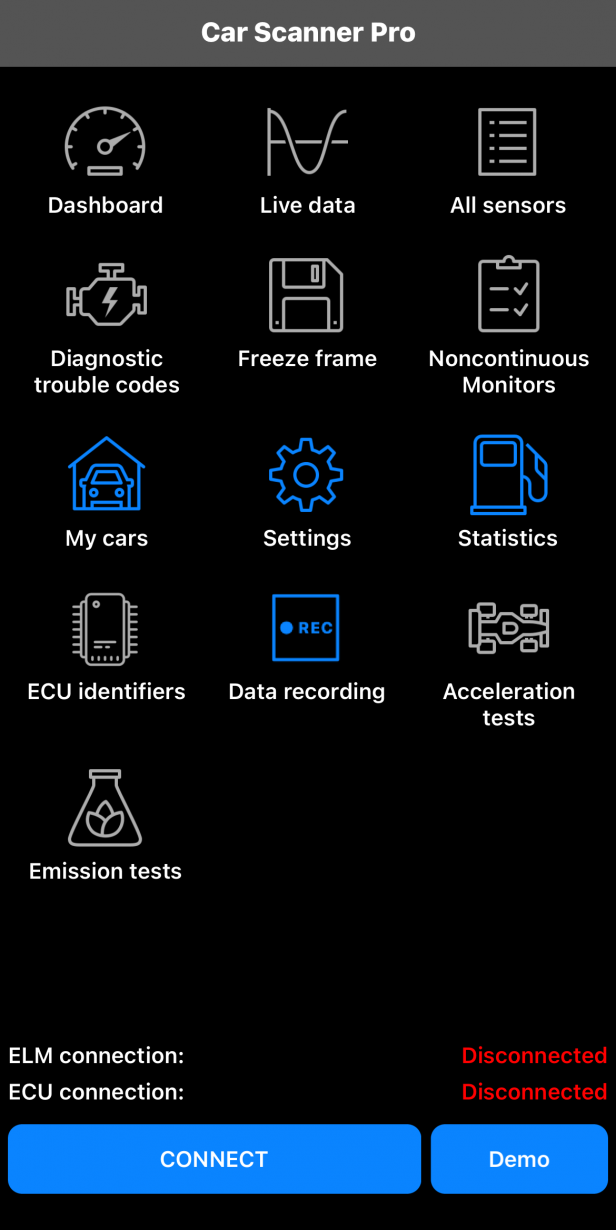 Car Scanner Pro
Dashboard
Live data
All sensors
Diagnostic
trouble codes
Freeze frame
Noncontinuous
Monitors
My cars
Settings
Statistics
ECU identifiers
REC
Data recording
Acceleration
tests
Emission tests
ELM connection: Disconnected
ECU connection: Disconnected
CONNECT
Demo